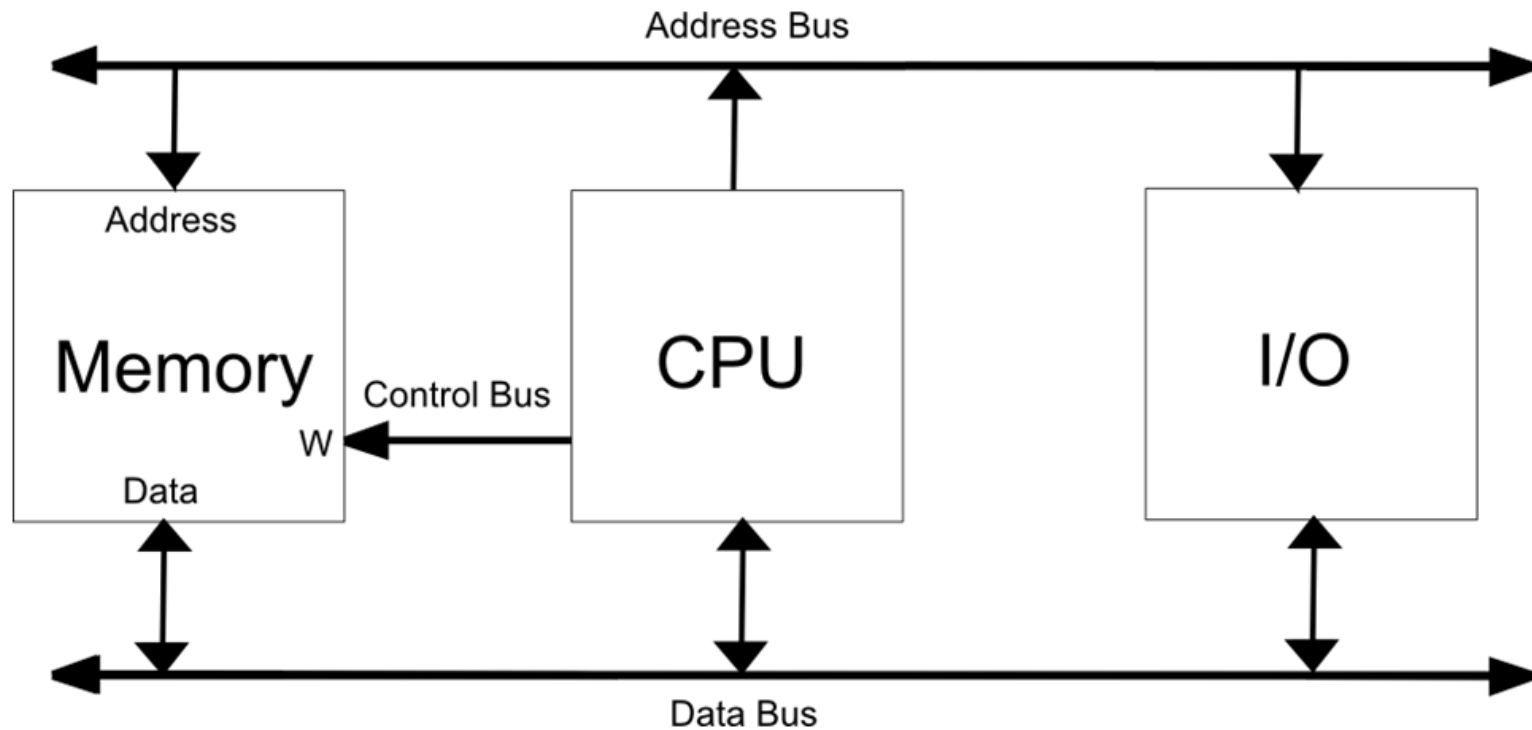 Address Bus
Address
Memory
CPU
I/O
Control Bus
W
Data
Data Bus